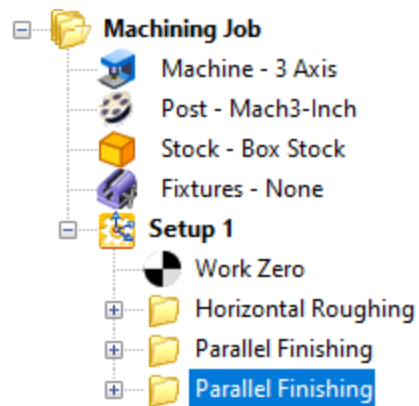 Machining Job
Machine - 3 Axis
Post - Mach3-Inch
Stock - Box Stock
Fixtures - None
Setup 1
Work Zero
Horizontal Roughing
Parallel Finishing
Parallel Finishing